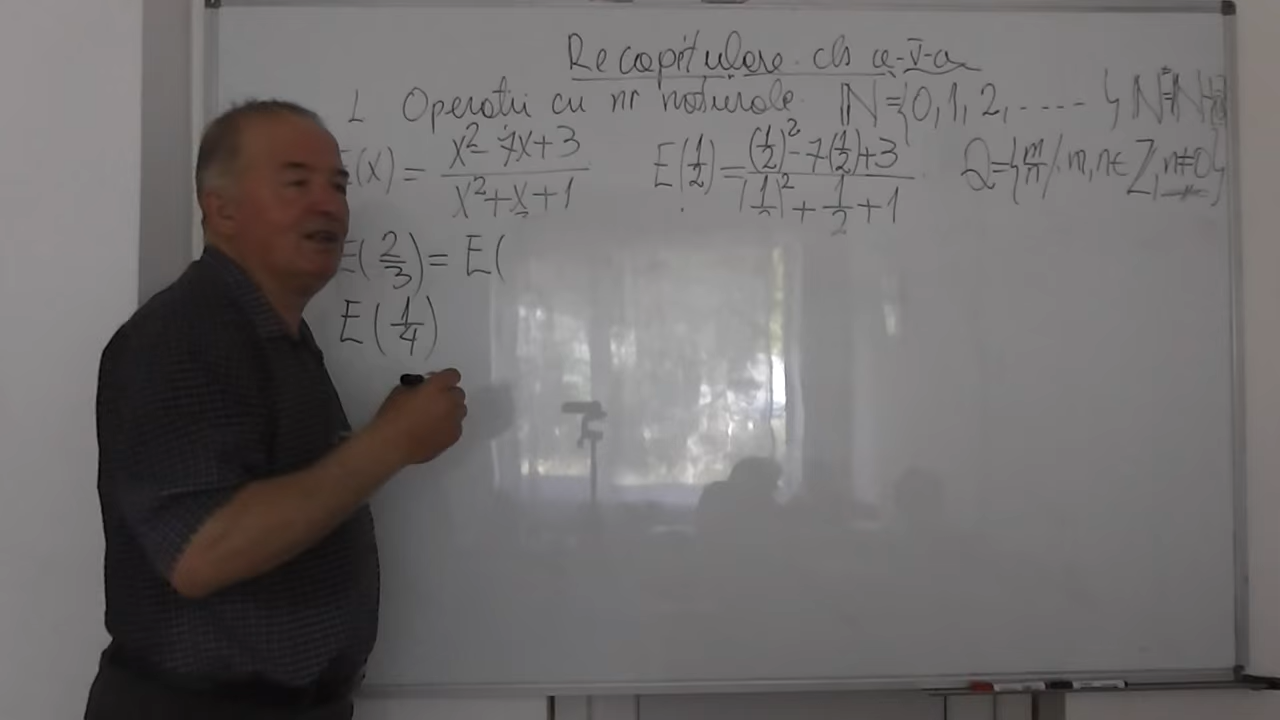 Recapitulare cls a-V-a
1. Operatii cu nr naturale. ℕ={0,1,2,.....} ℕ*=ℕ\{0}
E(x) = (x²-7x+3)/(x²+x+1) E(1/2)=((1/2)²-7(1/2)+3)/((1/2)²+1/2+1) Q={m/n/m,n∈Z,n≠0}
E(2/3)= E(
E(1/4)